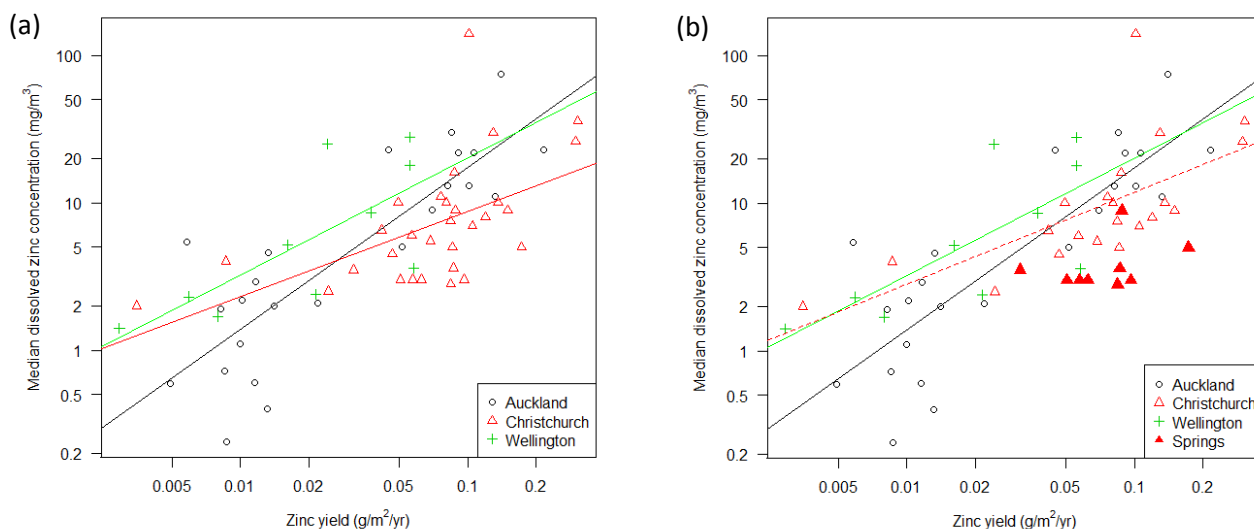 (a)
Median dissolved zinc concentration (mg/m³)
100
50
20
10
5
2
1
0.5
0.2
0.005
0.01
0.02
0.05
0.1
0.2
Zinc yield (g/m²/yr)
Auckland
Christchurch
Wellington
(b)
Median dissolved zinc concentration (mg/m³)
100
50
20
10
5
2
1
0.5
0.2
0.005
0.01
0.02
0.05
0.1
0.2
Zinc yield (g/m²/yr)
Auckland
Christchurch
Wellington
Springs